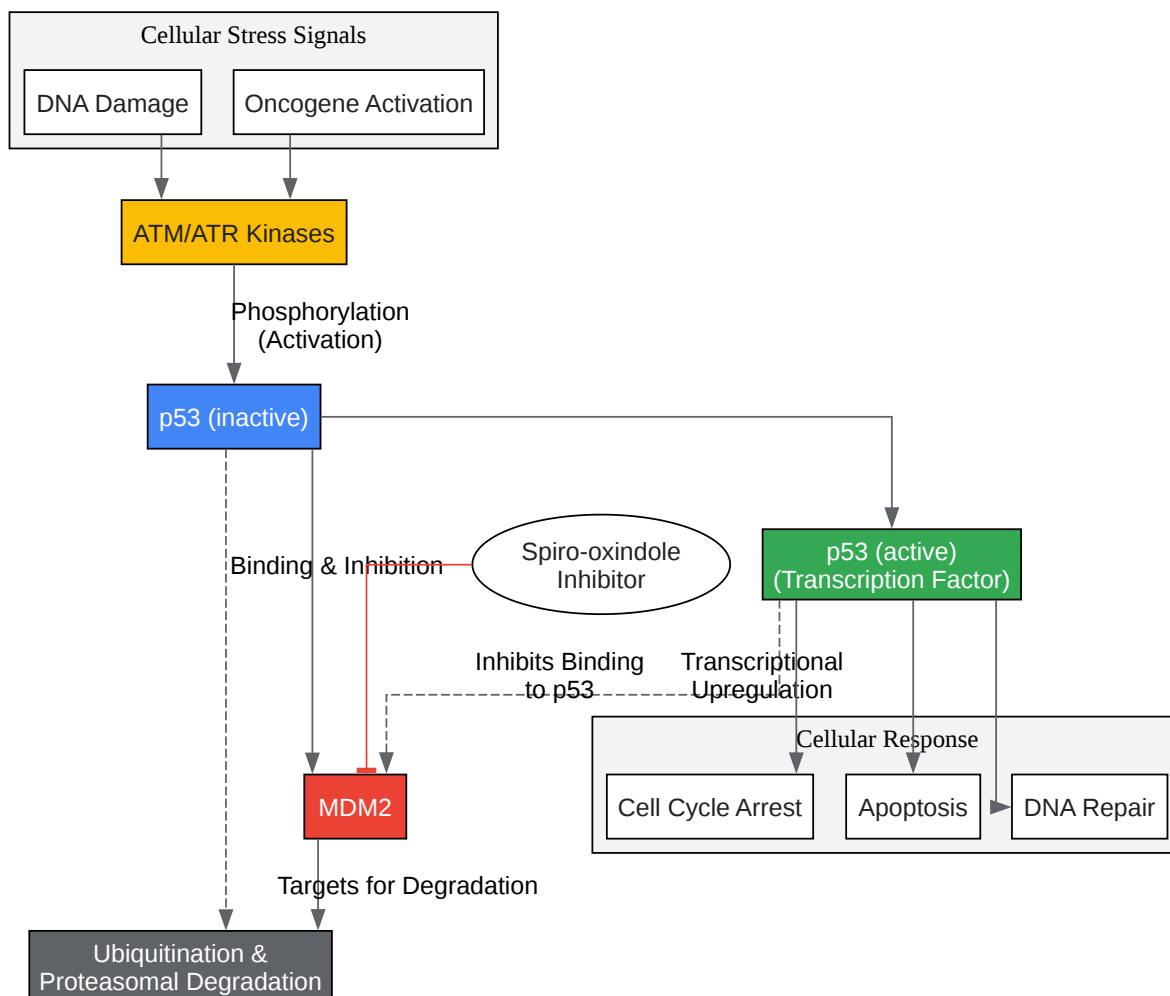 Cellular Stress Signals
DNA Damage
Oncogene Activation
ATM/ATR Kinases
Phosphorylation
(Activation)
p53 (inactive)
Binding & Inhibition
Spiro-oxindole
Inhibitor
p53 (active)
(Transcription Factor)
Inhibits Binding
to p53
Transcriptional
Upregulation
Cellular Response
Cell Cycle Arrest
Apoptosis
DNA Repair
MDM2
Targets for Degradation
Ubiquitination &
Proteasomal Degradation